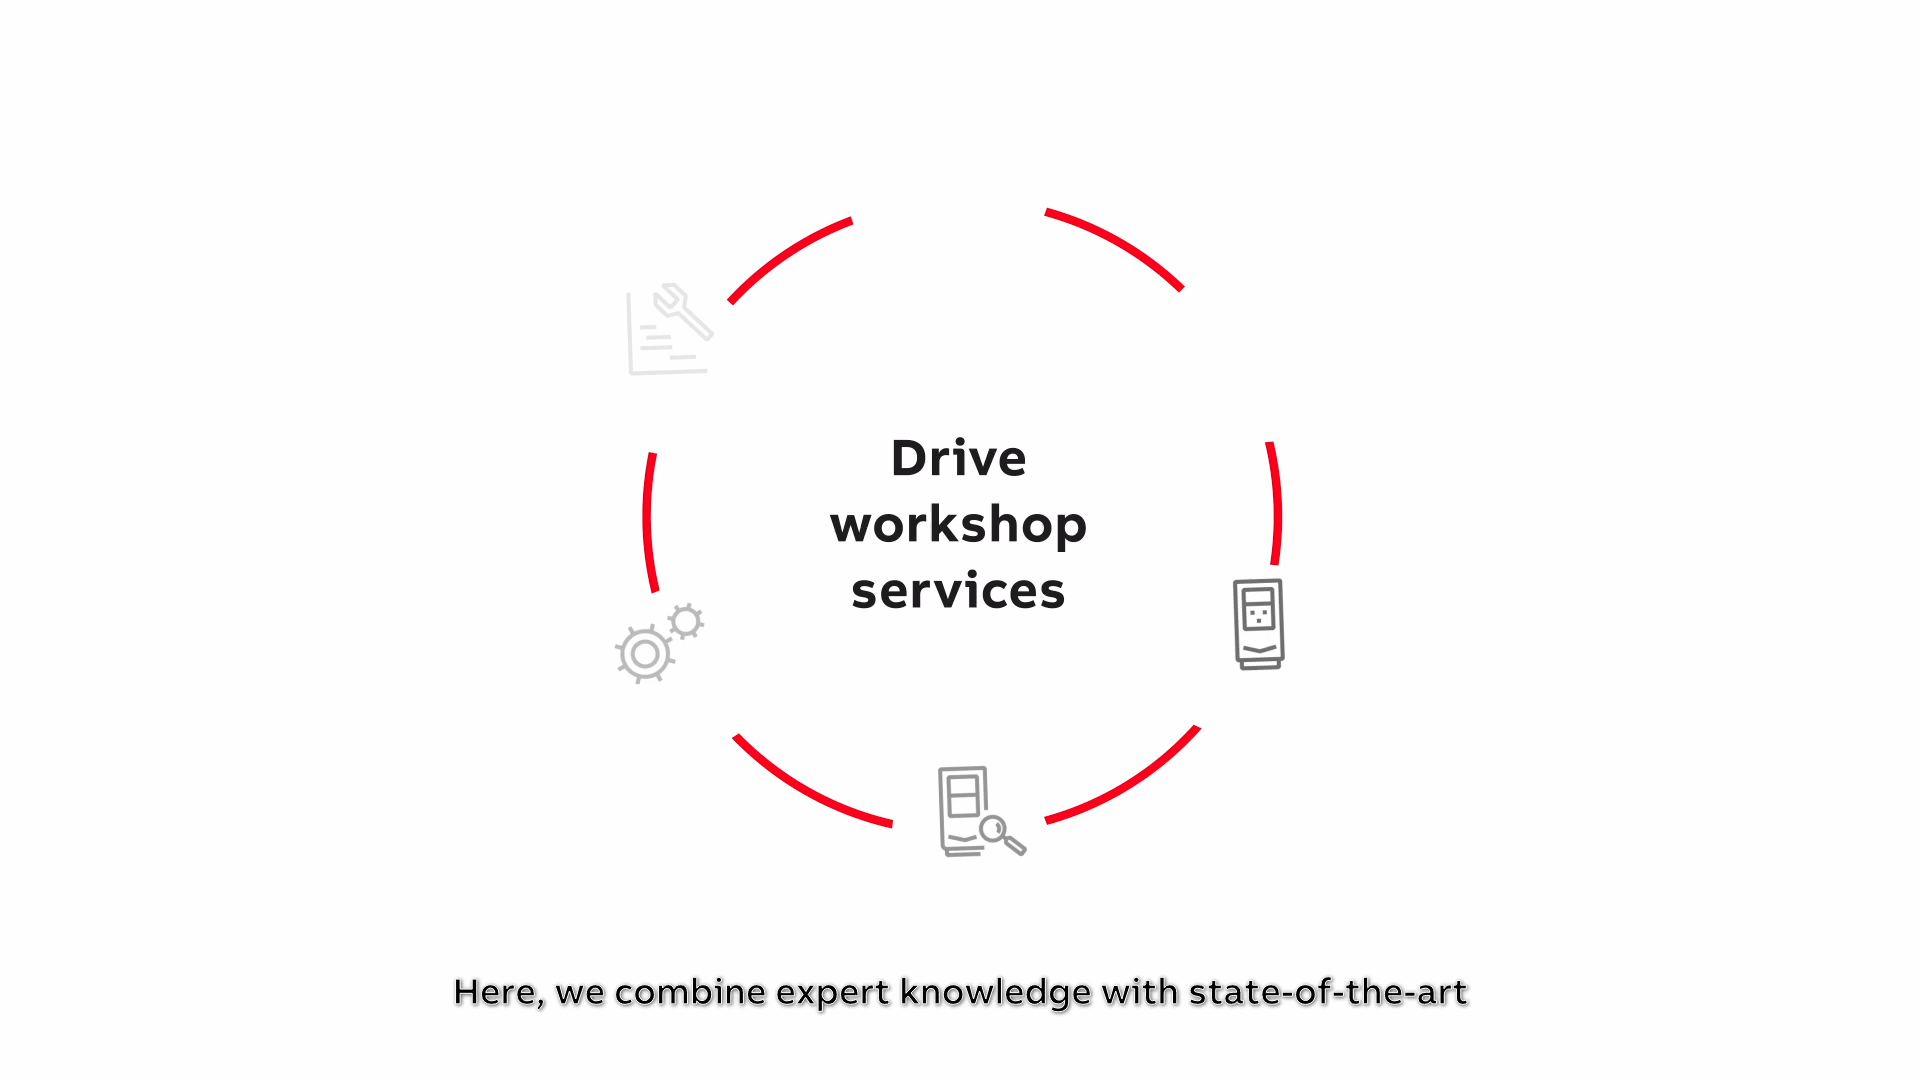 Drive
workshop
services
Here, we combine expert knowledge with state-of-the-art